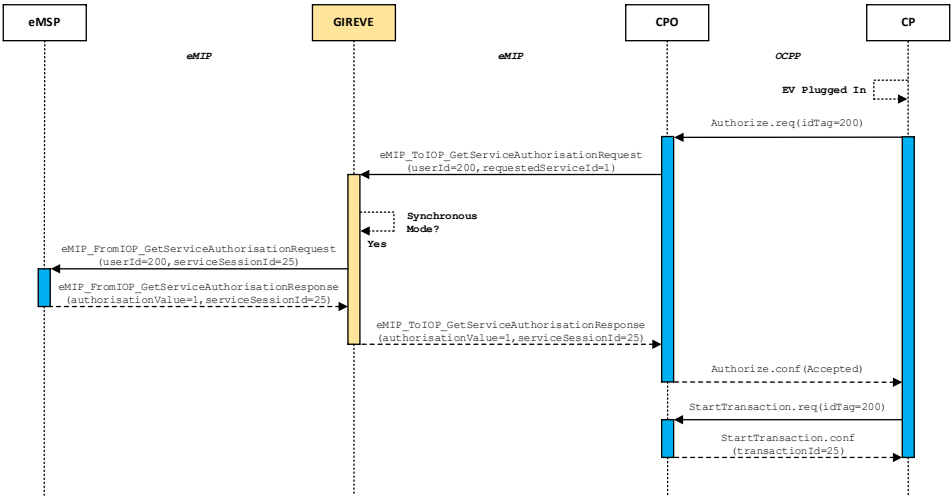 eMSP
GIREVE
CPO
CP
eMIP
eMIP
OCPP
EV Plugged In
Authorize.req(idTag=200)
eMIP_ToIOP_GetServiceAuthorisationRequest
(userId=200,requestedServiceId=1)
Synchronous
Mode?
Yes
eMIP_FromIOP_GetServiceAuthorisationRequest
(userId=200,serviceSessionId=25)
eMIP_FromIOP_GetServiceAuthorisationResponse
(authorisationValue=1,serviceSessionId=25)
eMIP_ToIOP_GetServiceAuthorisationResponse
(authorisationValue=1,serviceSessionId=25)
Authorize.conf(Accepted)
StartTransaction.req(idTag=200)
StartTransaction.conf
(transactionId=25)